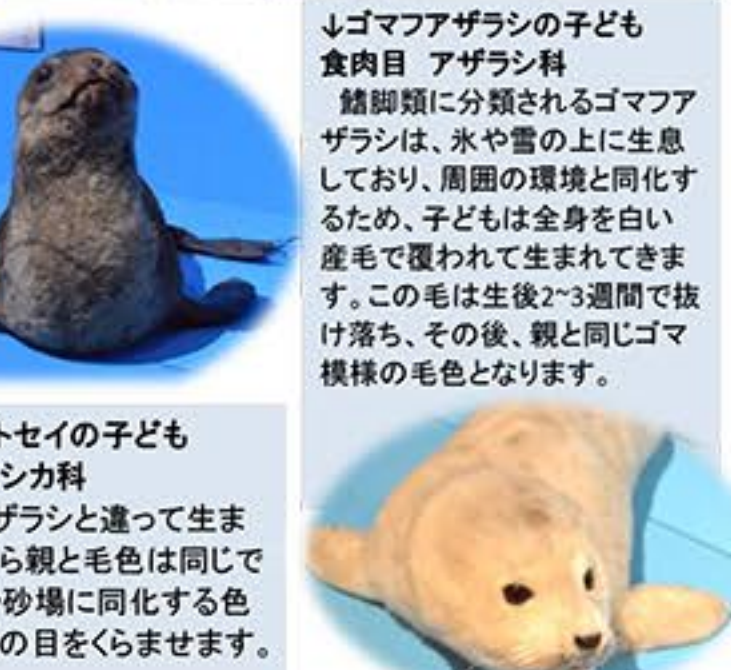 ↓ゴマフアザラシの子ども
食肉目　アザラシ科
鰭脚類に分類されるゴマフア
ザラシは、氷や雪の上に生息
しており、周囲の環境と同化す
るため、子どもは全身を白い
産毛で覆われて生まれてきま
す。この毛は生後2~3週間で抜
け落ち、その後、親と同じゴマ
模様の毛色となります。
トセイの子ども
シカ科
ザラシと違って生ま
ら親と毛色は同じで
砂場に同化する色
の目をくらませます。